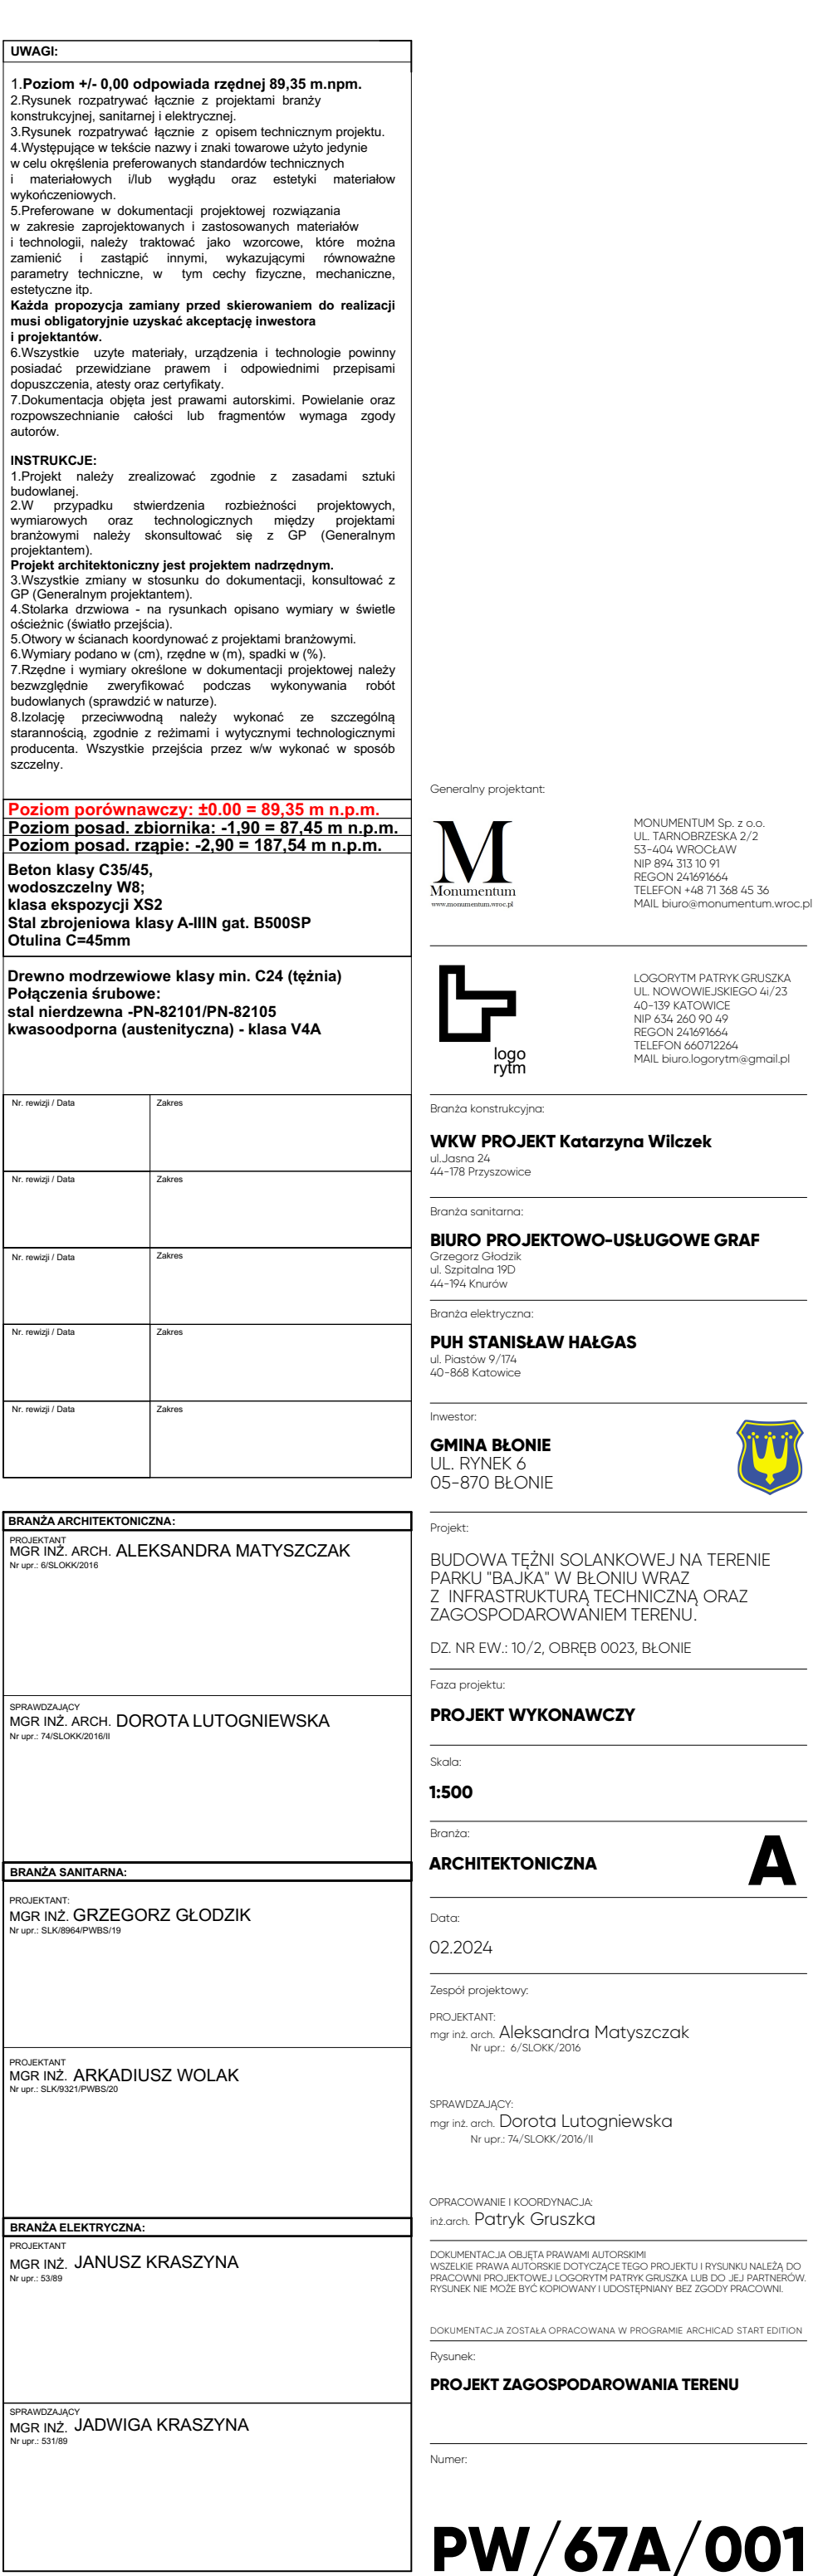 UWAGI:
1.Poziom +/- 0,00 odpowiada rzędnej 89,35 m.npm.
2.Rysunek rozpatrywać łącznie z projektami branży
konstrukcyjnej, sanitarnej i elektrycznej.
3.Rysunek rozpatrywać łącznie z opisem technicznym projektu.
4.Występujące w tekście nazwy i znaki towarowe użyto jedynie
w celu określenia preferowanych standardów technicznych
i materiałowych i/lub wyglądu oraz estetyki materiałow
wykończeniowych.
5.Preferowane w dokumentacji projektowej rozwiązania
w zakresie zaprojektowanych i zastosowanych materiałów
i technologii, należy traktować jako wzorcowe, które można
zamienić i zastąpić innymi, wykazującymi równoważne
parametry techniczne, w tym cechy fizyczne, mechaniczne,
estetyczne itp.
Każda propozycja zamiany przed skierowaniem do realizacji
musi obligatoryjnie uzyskać akceptację inwestora
i projektantów.
6.Wszystkie uzyte materiały, urządzenia i technologie powinny
posiadać przewidziane prawem i odpowiednimi przepisami
dopuszczenia, atesty oraz certyfikaty.
7.Dokumentacja objęta jest prawami autorskimi. Powielanie oraz
rozpowszechnianie całości lub fragmentów wymaga zgody
autorów.
INSTRUKCJE:
1.Projekt należy zrealizować zgodnie z zasadami sztuki
budowlanej.
2.W przypadku stwierdzenia rozbieżności projektowych,
wymiarowych oraz technologicznych między projektami
branżowymi należy skonsultować się z GP (Generalnym
projektantem).
Projekt architektoniczny jest projektem nadrzędnym.
3.Wszystkie zmiany w stosunku do dokumentacji, konsultować z
GP (Generalnym projektantem).
4.Stolarka drzwiowa - na rysunkach opisano wymiary w świetle
ościeżnic (światło przejścia).
5.Otwory w ścianach koordynować z projektami branżowymi.
6.Wymiary podano w (cm), rzędne w (m), spadki w (%).
7.Rzędne i wymiary określone w dokumentacji projektowej należy
bezwzględnie zweryfikować podczas wykonywania robót
budowlanych (sprawdzić w naturze).
8.Izolację przeciwwodną należy wykonać ze szczególną
starannością, zgodnie z reżimami i wytycznymi technologicznymi
producenta. Wszystkie przejścia przez w/w wykonać w sposób
szczelny.
Poziom porównawczy: ±0.00 = 89,35 m n.p.m.
Poziom posad. zbiornika: -1,90 = 87,45 m n.p.m.
Poziom posad. rząpie: -2,90 = 187,54 m n.p.m.
Beton klasy C35/45,
wodoszczelny W8;
klasa ekspozycji XS2
Stal zbrojeniowa klasy A-IIIN gat. B500SP
Otulina C=45mm
Drewno modrzewiowe klasy min. C24 (tężnia)
Połączenia śrubowe:
stal nierdzewna -PN-82101/PN-82105
kwasoodporna (austenityczna) - klasa V4A
Nr. rewizji / Data Zakres
Nr. rewizji / Data Zakres
Nr. rewizji / Data Zakres
Nr. rewizji / Data Zakres
Nr. rewizji / Data Zakres
BRANŻA ARCHITEKTONICZNA:
PROJEKTANT
MGR INŻ. ARCH. ALEKSANDRA MATYSZCZAK
Nr upr.: 6/SLOKK/2016
SPRAWDZAJĄCY
MGR INŻ. ARCH. DOROTA LUTOGNIEWSKA
Nr upr.: 74/SLOKK/2016/II
BRANŻA SANITARNA:
PROJEKTANT:
MGR INŻ. GRZEGORZ GŁODZIK
Nr upr.: SLK/8964/PWBS/19
PROJEKTANT
MGR INŻ. ARKADIUSZ WOLAK
Nr upr.: SLK/9321/PWBS/20
BRANŻA ELEKTRYCZNA:
PROJEKTANT
MGR INŻ. JANUSZ KRASZYNA
Nr upr.: 53/89
SPRAWDZAJĄCY
MGR INŻ. JADWIGA KRASZYNA
Nr upr.: 531/89
Generalny projektant:
M
Monumentum
www.monumentum.wroc.pl
MONUMENTUM Sp. z o.o.
UL. TARNOBRZESKA 2/2
53-404 WROCŁAW
NIP 894 313 10 91
REGON 241691664
TELEFON +48 71 368 45 36
MAIL biuro@monumentum.wroc.pl
logo
rytm
LOGORYTM PATRYK GRUSZKA
UL. NOWOWIEJSKIEGO 4i/23
40-139 KATOWICE
NIP 634 260 90 49
REGON 241691664
TELEFON 660712264
MAIL biuro.logorytm@gmail.pl
Branża konstrukcyjna:
WKW PROJEKT Katarzyna Wilczek
ul.Jasna 24
44-178 Przyszowice
Branża sanitarna:
BIURO PROJEKTOWO-USŁUGOWE GRAF
Grzegorz Głodzik
ul. Szpitalna 19D
44-194 Knurów
Branża elektryczna:
PUH STANISŁAW HAŁGAS
ul. Piastów 9/174
40-868 Katowice
Inwestor:
GMINA BŁONIE
UL. RYNEK 6
05-870 BŁONIE
Projekt:
BUDOWA TĘŻNI SOLANKOWEJ NA TERENIE
PARKU "BAJKA" W BŁONIU WRAZ
Z INFRASTRUKTURĄ TECHNICZNĄ ORAZ
ZAGOSPODAROWANIEM TERENU.
DZ. NR EW.: 10/2, OBRĘB 0023, BŁONIE
Faza projektu:
PROJEKT WYKONAWCZY
Skala:
1:500
Branża:
ARCHITEKTONICZNA A
Data:
02.2024
Zespół projektowy:
PROJEKTANT:
mgr inż. arch. Aleksandra Matyszczak
Nr upr.: 6/SLOKK/2016
SPRAWDZAJĄCY:
mgr inż. arch. Dorota Lutogniewska
Nr upr.: 74/SLOKK/2016/II
OPRACOWANIE I KOORDYNACJA:
inż.arch. Patryk Gruszka
DOKUMENTACJA OBJĘTA PRAWAMI AUTORSKIMI
WSZELKIE PRAWA AUTORSKIE DOTYCZĄCE TEGO PROJEKTU I RYSUNKU NALEŻĄ DO
PRACOWNI PROJEKTOWEJ LOGORYTM PATRYK GRUSZKA LUB DO JEJ PARTNERÓW.
RYSUNEK NIE MOŻE BYĆ KOPIOWANY I UDOSTĘPNIANY BEZ ZGODY PRACOWNI.
DOKUMENTACJA ZOSTAŁA OPRACOWANA W PROGRAMIE ARCHICAD START EDITION
Rysunek:
PROJEKT ZAGOSPODAROWANIA TERENU
Numer:
PW/67A/001